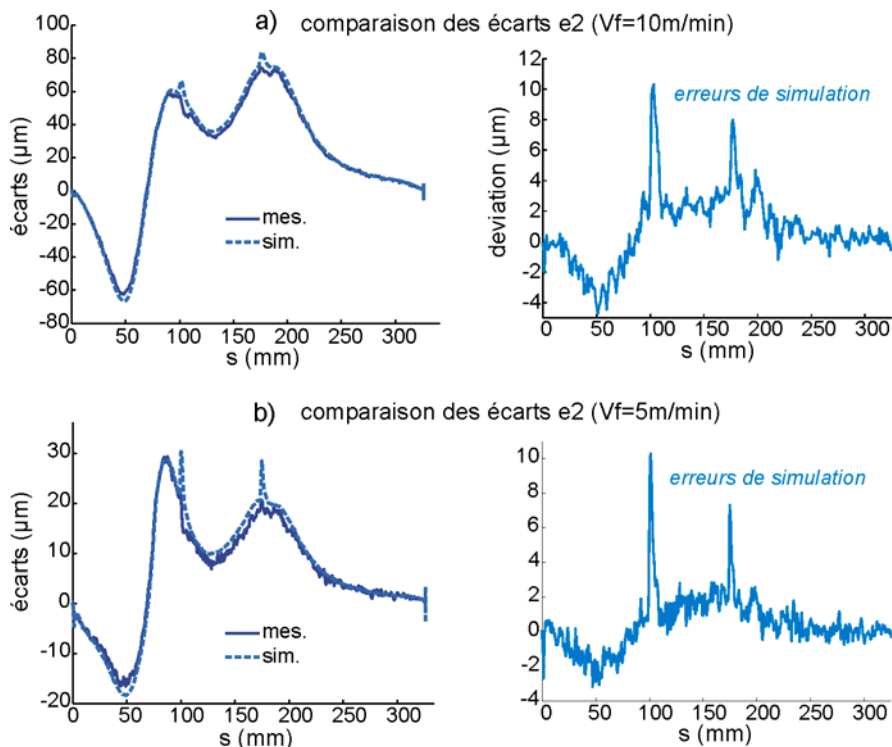 a) comparaison des écarts e2 (Vf=10m/min)
écarts (µm)
100
80
60
40
20
0
-20
-40
-60
-80
mes.
sim.
0 50 100 150 200 250 300
s (mm)
deviation (µm)
12
10
8
6
4
2
0
-2
-4
erreurs de simulation
0 50 100 150 200 250 300
s (mm)
b) comparaison des écarts e2 (Vf=5m/min)
écarts (µm)
30
20
10
0
-10
-20
mes.
sim.
0 50 100 150 200 250 300
s (mm)
10
8
6
4
2
0
-2
-4
erreurs de simulation
0 50 100 150 200 250 300
s (mm)